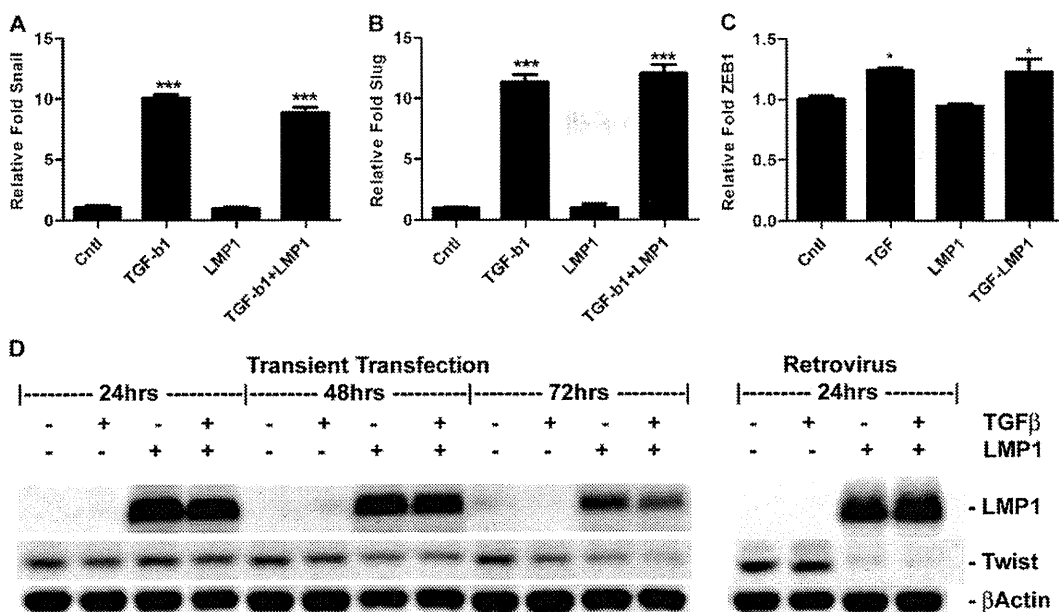 A
Relative Fold Snail
15
10
5
0
***
***
Cntl
TGF-b1
LMP1
TGF-b1+LMP1
B
Relative Fold Slug
15
10
5
0
***
***
Cntl
TGF-b1
LMP1
TGF-b1+LMP1
C
Relative Fold ZEB1
1.5
1.0
0.5
0.0
*
*
Cntl
TGF
LMP1
TGF-LMP1
D
Transient Transfection Retrovirus
|--------24hrs--------|--------48hrs--------|--------72hrs--------| |--------24hrs--------|
- + - + - + - + - + - + - + - + TGFβ
- - + + - - + + - - + + - - + + LMP1
- LMP1
- Twist
- βActin